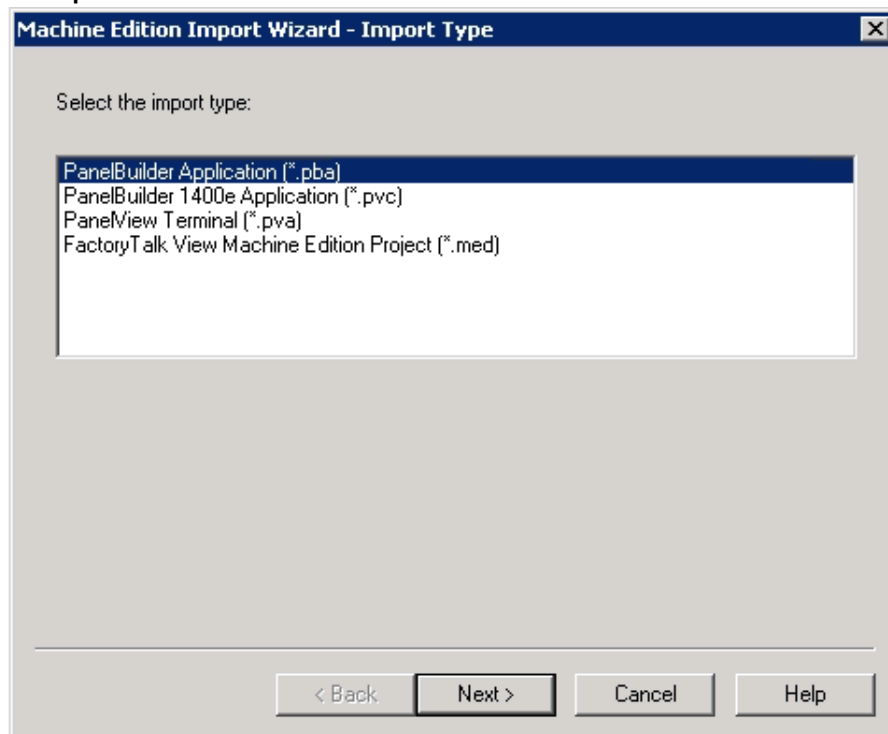 Machine Edition Import Wizard - Import Type
Select the import type:
PanelBuilder Application (*.pba)
PanelBuilder 1400e Application (*.pvc)
PanelView Terminal (*.pva)
FactoryTalk View Machine Edition Project (*.med)
< Back Next > Cancel Help